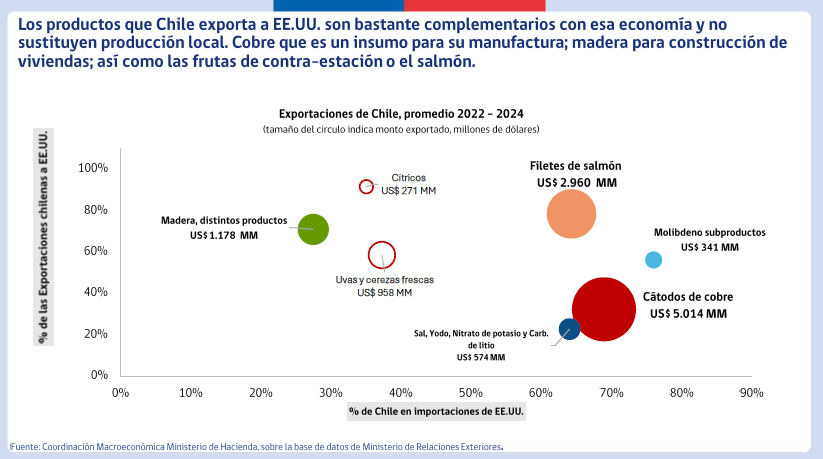 Los productos que Chile exporta a EE.UU. son bastante complementarios con esa economía y no
sustituyen producción local. Cobre que es un insumo para su manufactura; madera para construcción de
viviendas; así como las frutas de contra-estación o el salmón.
Exportaciones de Chile, promedio 2022 – 2024
(tamaño del circulo indica monto exportado, millones de dólares)
% de las Exportaciones chilenas a EE.UU.
100%
80%
60%
40%
20%
0%
Cítricos
US$ 271 MM
Filetes de salmón
US$ 2.960 MM
Madera, distintos productos
US$ 1.178 MM
Molibdeno subproductos
US$ 341 MM
Uvas y cerezas frescas
US$ 958 MM
Cátodos de cobre
US$ 5.014 MM
Sal, Yodo, Nitrato de potasio y Carb.
de litio
US$ 574 MM
0% 10% 20% 30% 40% 50% 60% 70% 80% 90%
% de Chile en importaciones de EE.UU.
Fuente: Coordinación Macroeconómica Ministerio de Hacienda, sobre la base de datos de Ministerio de Relaciones Exteriores.